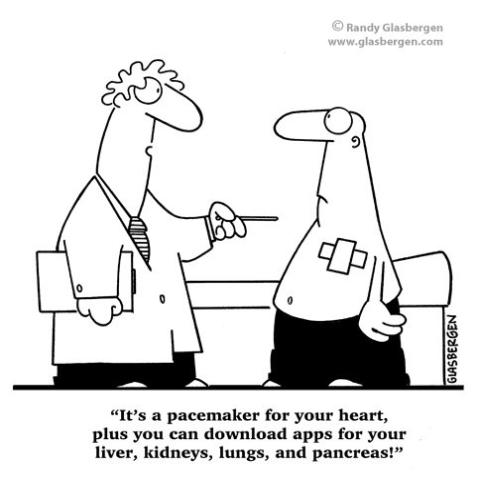 © Randy Glasbergen
www.glasbergen.com
GLASBERGEN
“It’s a pacemaker for your heart,
plus you can download apps for your
liver, kidneys, lungs, and pancreas!”